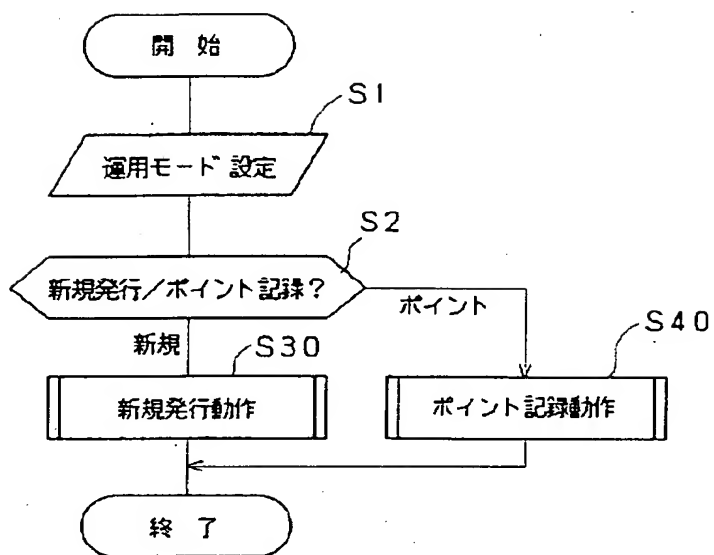 開始
S1
運用モード設定
S2
新規発行／ポイント記録？
ポイント
新規
S30
S40
新規発行動作
ポイント記録動作
終了